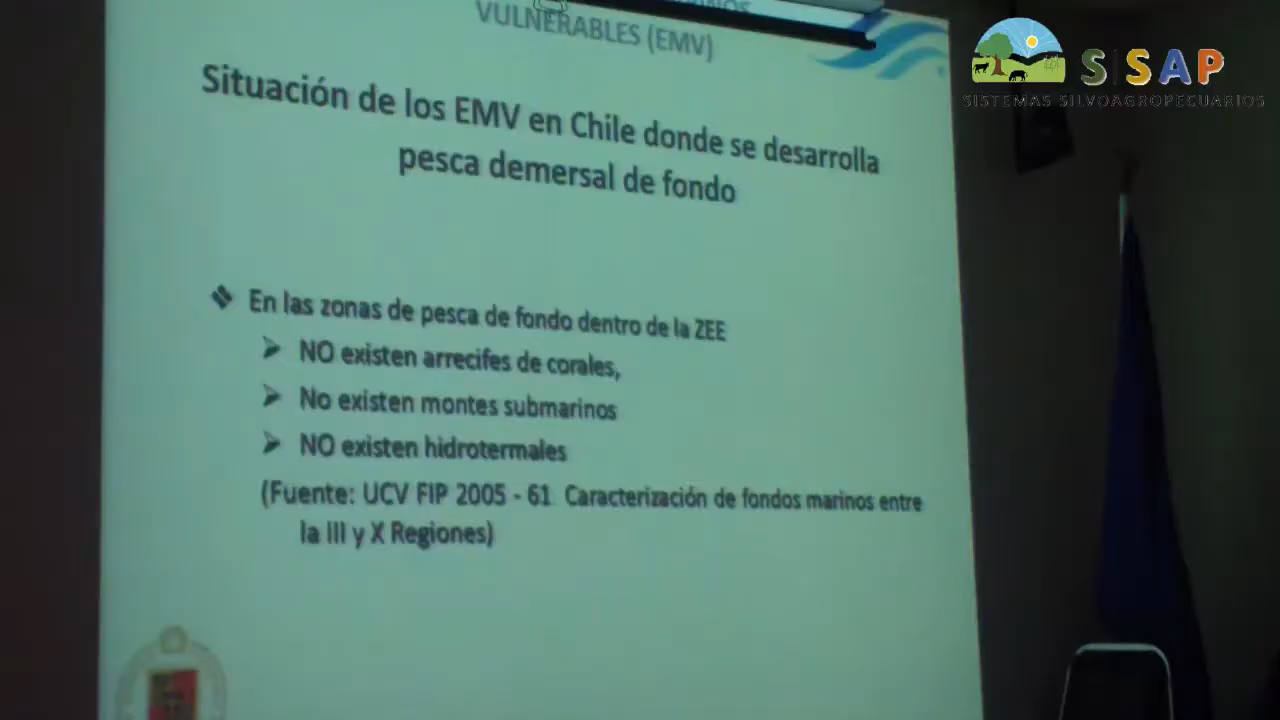 VULNERABLES (EMV)
Situación de los EMV en Chile donde se desarrolla
pesca demersal de fondo
En las zonas de pesca de fondo dentro de la ZEE
NO existen arrecifes de corales,
No existen montes submarinos
NO existen hidrotermales
(Fuente: UCV FIP 2005 - 61 Caracterización de fondos marinos entre
la III y X Regiones)
SISAP
SISTEMAS SILVOAGROPECUARIOS